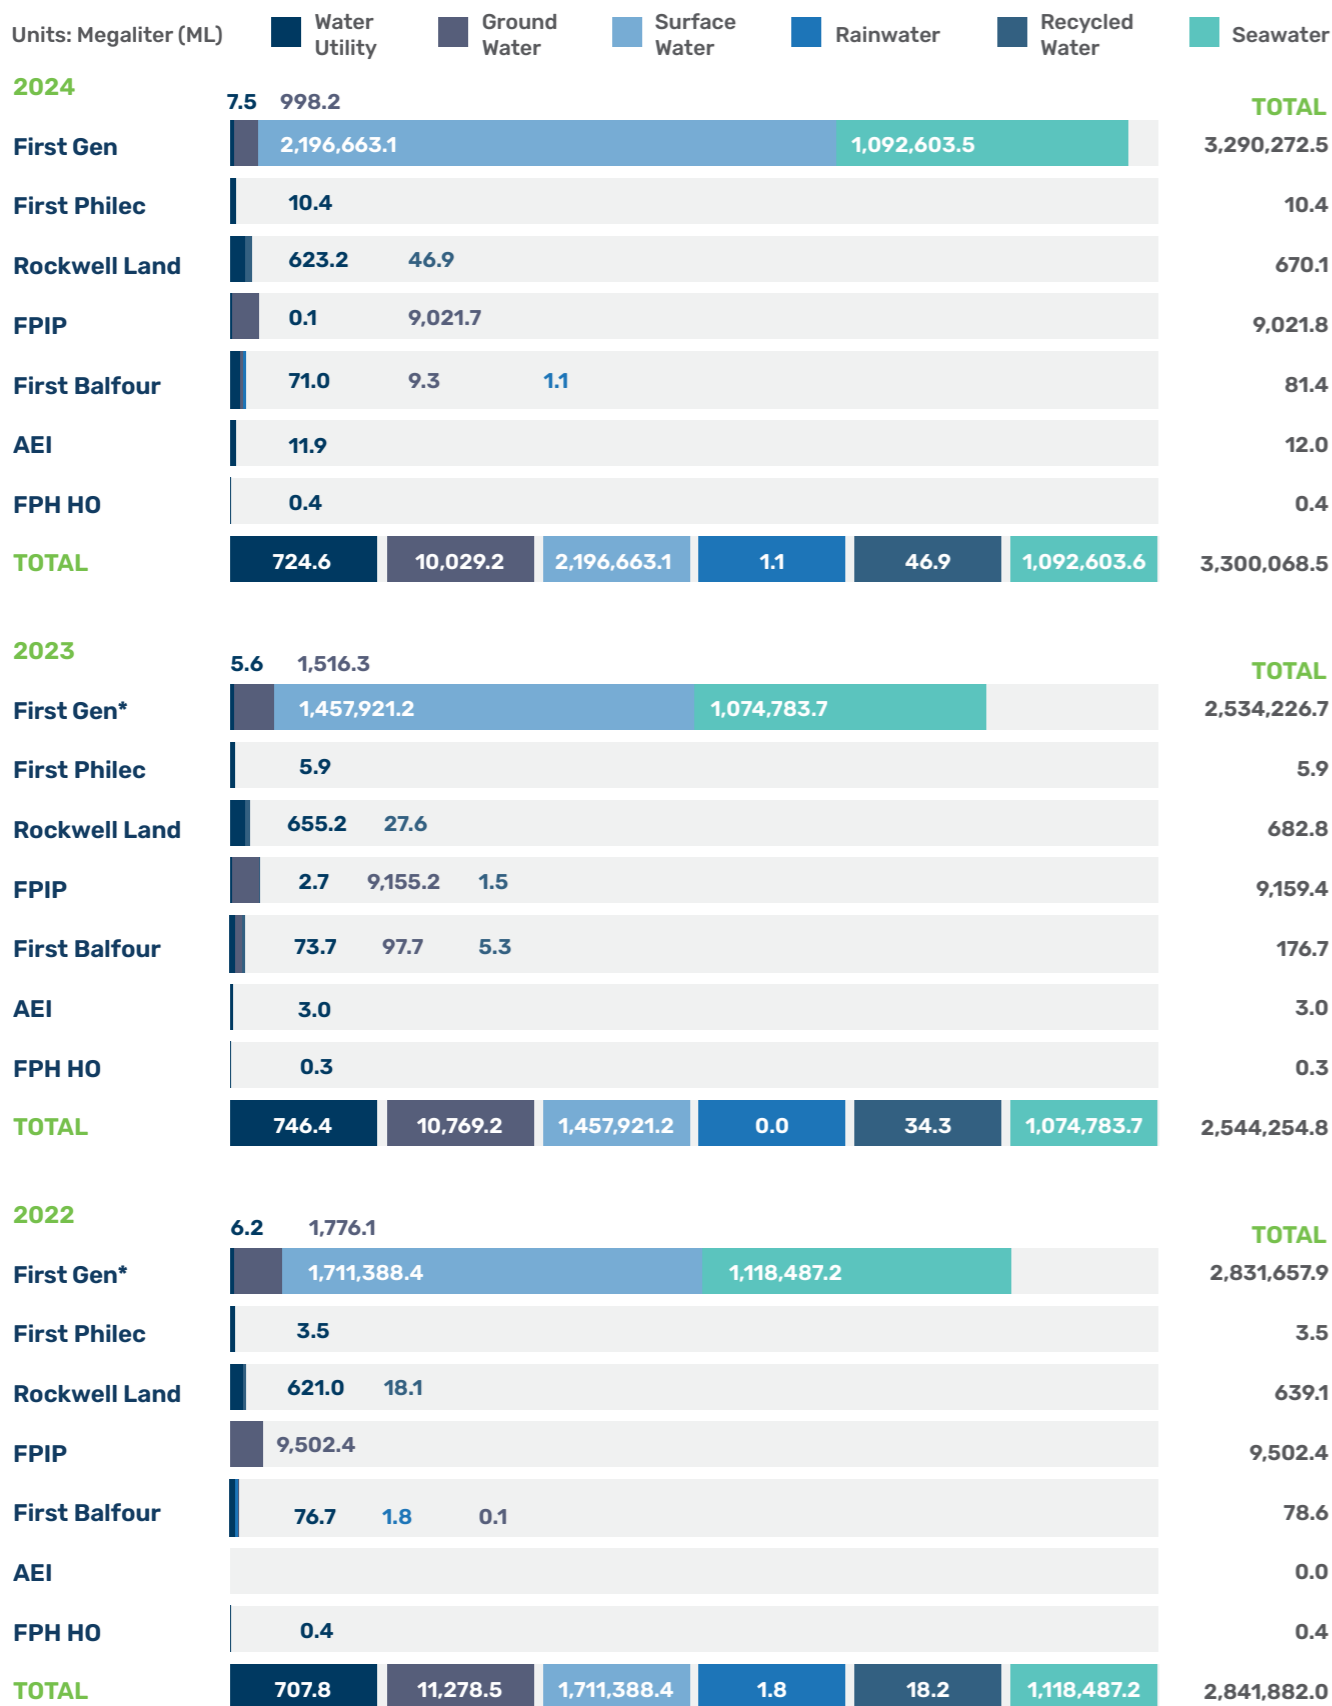 Units: Megaliter (ML)
Water Utility
Ground Water
Surface Water
Rainwater
Recycled Water
Seawater
2024
7.5 998.2 TOTAL
First Gen 2,196,663.1 1,092,603.5 3,290,272.5
First Philec 10.4 10.4
Rockwell Land 623.2 46.9 670.1
FPIP 0.1 9,021.7 9,021.8
First Balfour 71.0 9.3 1.1 81.4
AEI 11.9 12.0
FPH HO 0.4 0.4
TOTAL 724.6 10,029.2 2,196,663.1 1.1 46.9 1,092,603.6 3,300,068.5
2023
5.6 1,516.3 TOTAL
First Gen* 1,457,921.2 1,074,783.7 2,534,226.7
First Philec 5.9 5.9
Rockwell Land 655.2 27.6 682.8
FPIP 2.7 9,155.2 1.5 9,159.4
First Balfour 73.7 97.7 5.3 176.7
AEI 3.0 3.0
FPH HO 0.3 0.3
TOTAL 746.4 10,769.2 1,457,921.2 0.0 34.3 1,074,783.7 2,544,254.8
2022
6.2 1,776.1 TOTAL
First Gen* 1,711,388.4 1,118,487.2 2,831,657.9
First Philec 3.5 3.5
Rockwell Land 621.0 18.1 639.1
FPIP 9,502.4 9,502.4
First Balfour 76.7 1.8 0.1 78.6
AEI 0.0
FPH HO 0.4 0.4
TOTAL 707.8 11,278.5 1,711,388.4 1.8 18.2 1,118,487.2 2,841,882.0